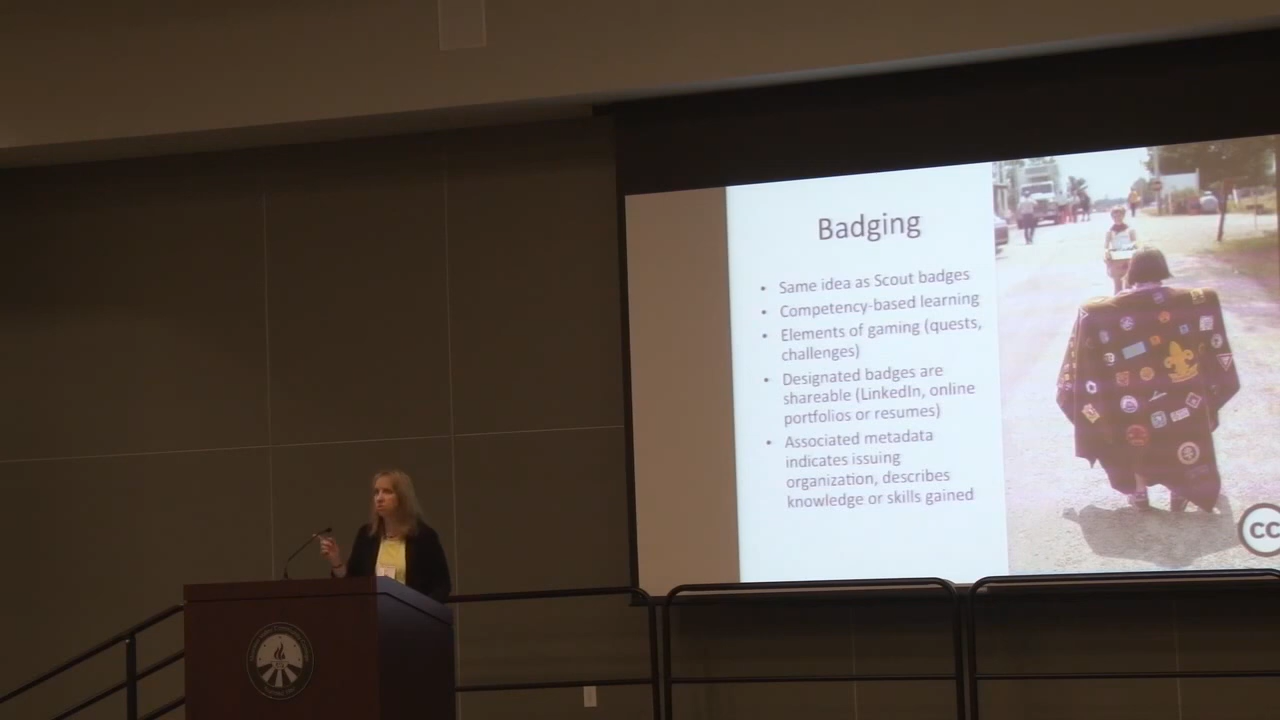 Badging
• Same idea as Scout badges
• Competency-based learning
• Elements of gaming (quests,
challenges)
• Designated badges are
shareable (LinkedIn, online
portfolios or resumes)
• Associated metadata
indicates issuing
organization, describes
knowledge or skills gained
cc